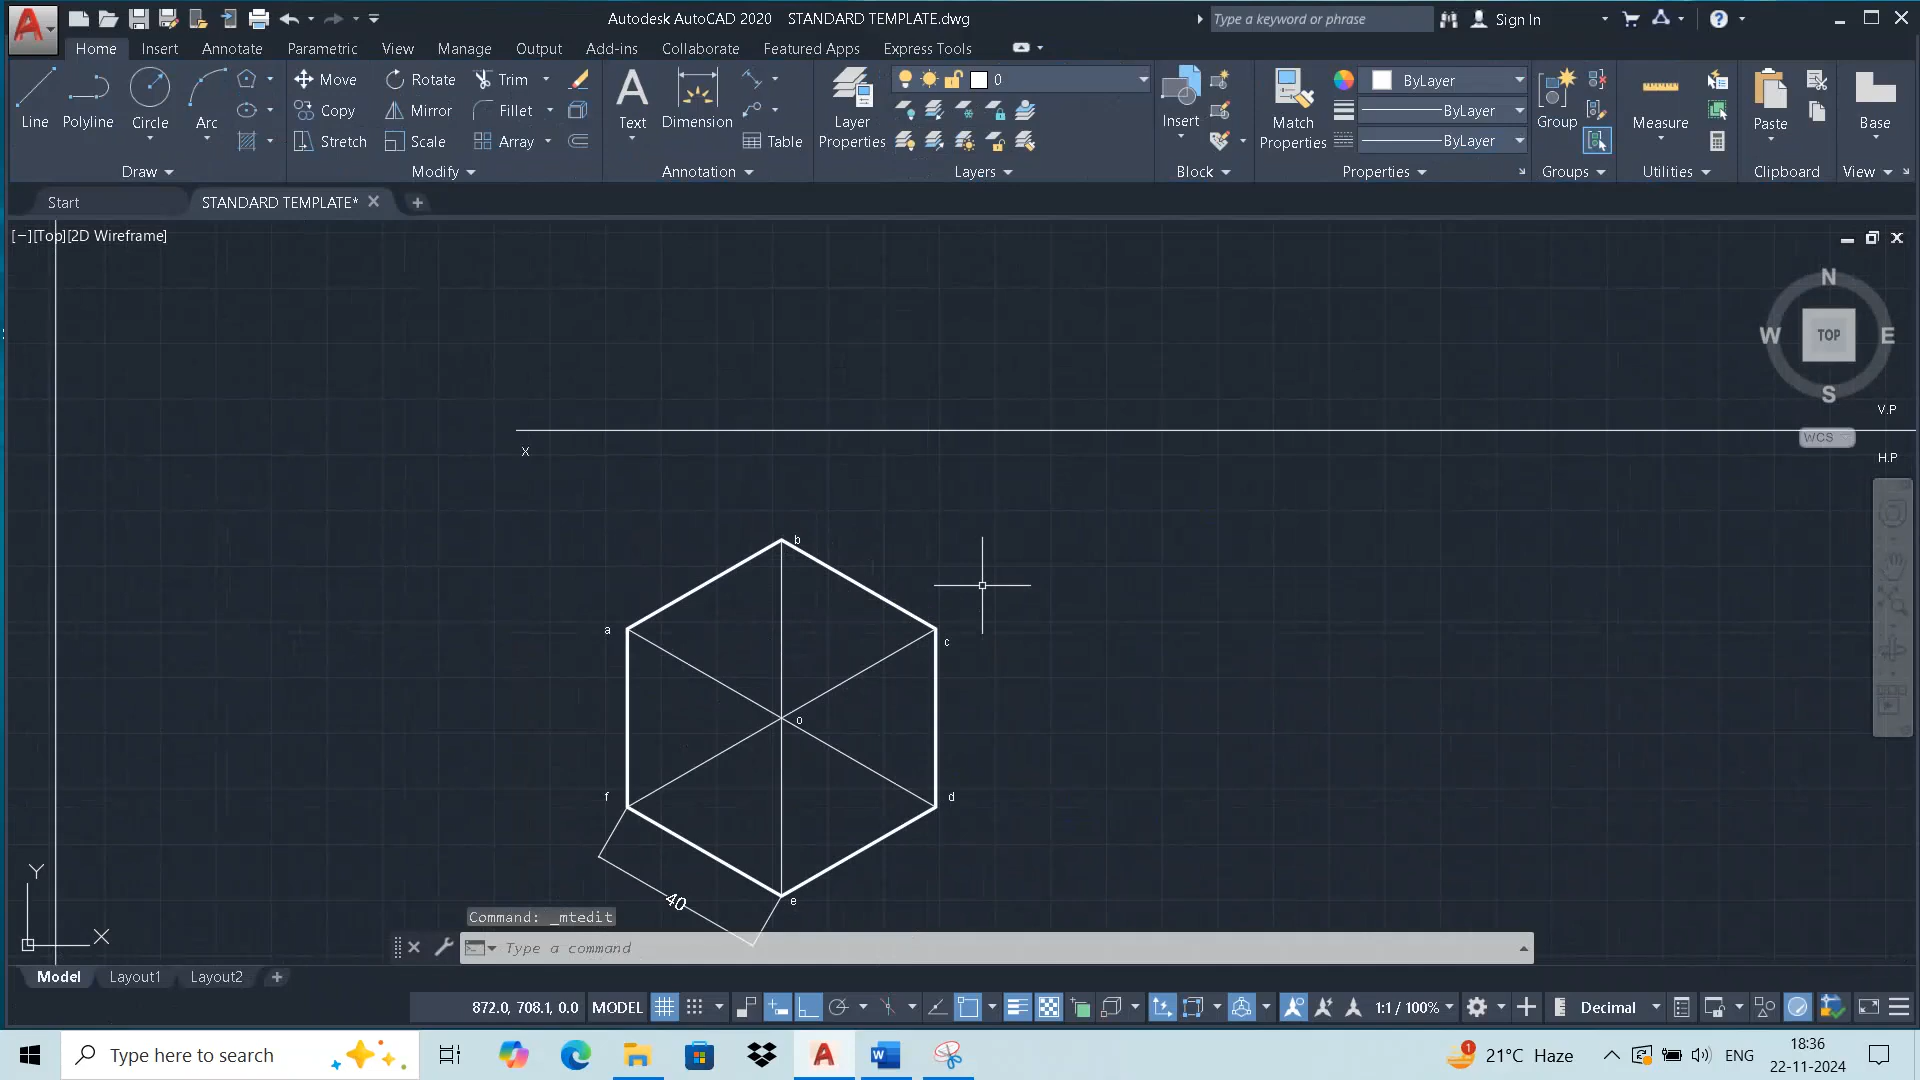 Autodesk AutoCAD 2020 STANDARD TEMPLATE.dwg
Type a keyword or phrase
Sign In
Home Insert Annotate Parametric View Manage Output Add-ins Collaborate Featured Apps Express Tools
Line Polyline Circle Arc
Move Rotate Trim
Copy Mirror Fillet
Stretch Scale Array
Text Dimension Table
Layer Properties
0
Insert
Match Properties
ByLayer
ByLayer
ByLayer
Group
Measure
Paste
Base
Draw Modify Annotation Layers Block Properties Groups Utilities Clipboard View
Start STANDARD TEMPLATE*
[−][Top][2D Wireframe]
N
W TOP E
S
V.P
WCS
H.P
X
b
a
c
o
f
d
40
e
Y
X
Command: _mtedit
Type a command
Model Layout1 Layout2
872.0, 708.1, 0.0 MODEL 1:1 / 100% Decimal
Type here to search
1
21°C Haze
ENG
18:36
22-11-2024